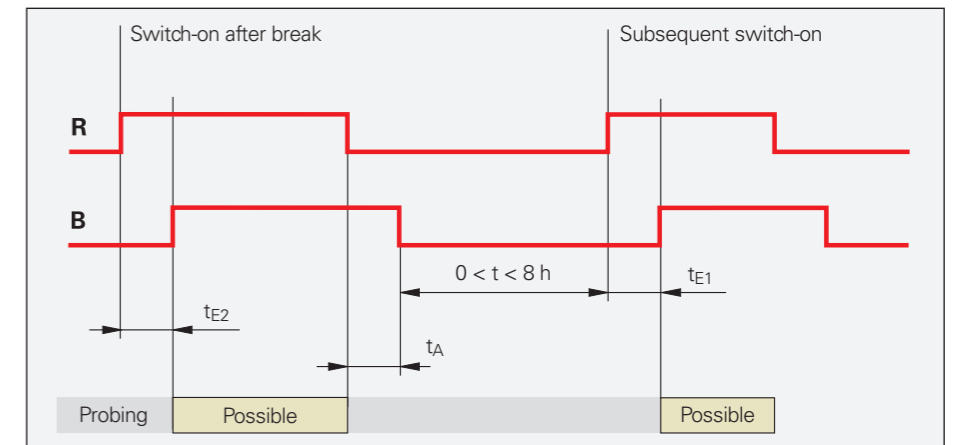 Switch-on after break
Subsequent switch-on
R
B
0 < t < 8 h
tE1
tE2
tA
Probing
Possible
Possible